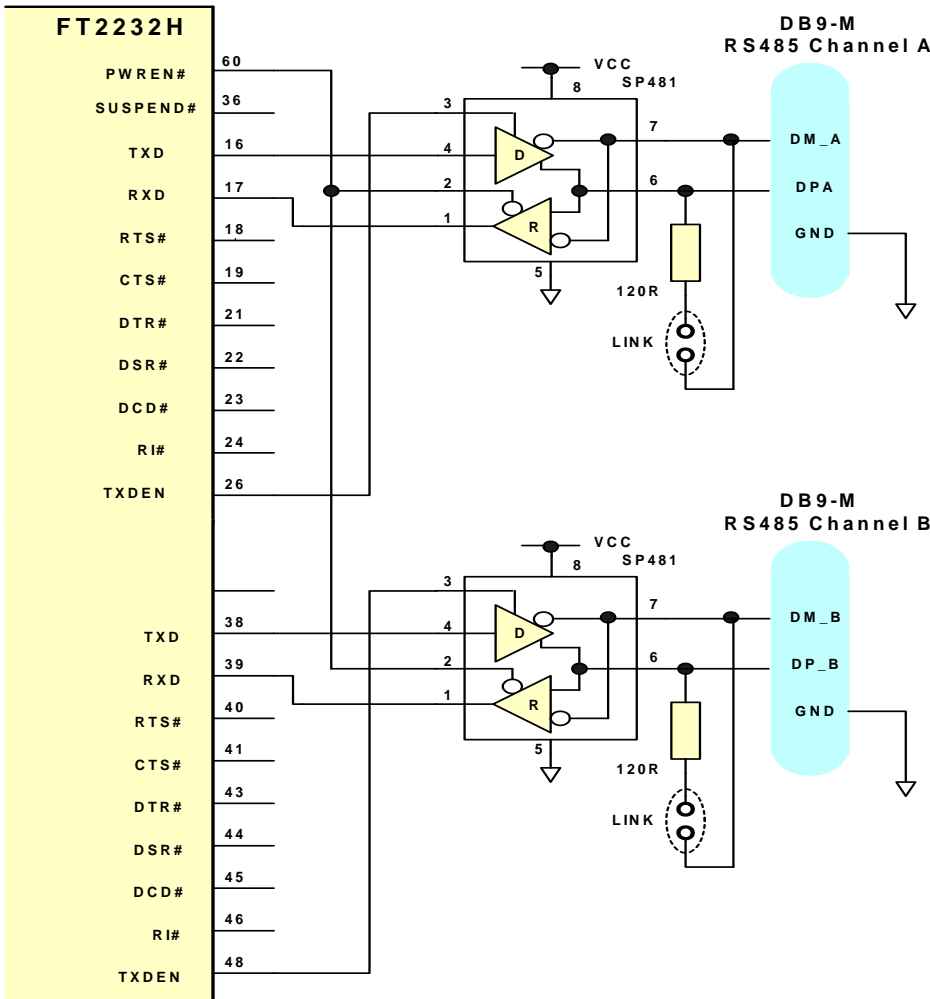 FT2232H
PWREN#
60
SUSPEND#
36
TXD
16
RXD
17
RTS#
18
CTS#
19
DTR#
21
DSR#
22
DCD#
23
RI#
24
TXDEN
26
VCC
SP481
8
3
4
D
2
1
R
5
7
6
120R
LINK
DB9-M
RS485 Channel A
DM_A
DPA
GND
TXD
38
RXD
39
RTS#
40
CTS#
41
DTR#
43
DSR#
44
DCD#
45
RI#
46
TXDEN
48
VCC
SP481
8
3
4
D
2
1
R
5
7
6
120R
LINK
DB9-M
RS485 Channel B
DM_B
DP_B
GND